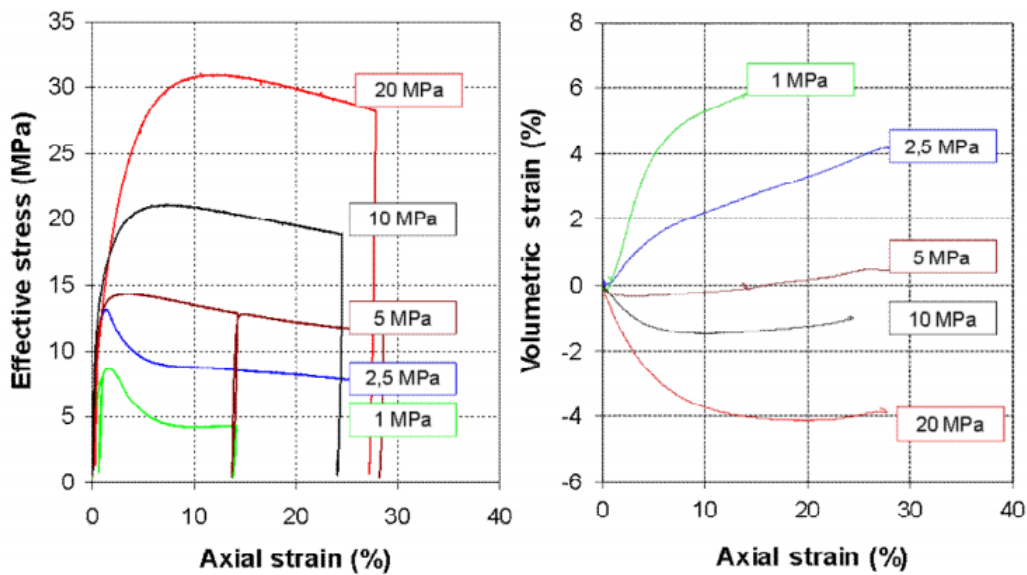 35
30
25
20
15
10
5
0
0 10 20 30 40
Effective stress (MPa)
Axial strain (%)
20 MPa
10 MPa
5 MPa
2,5 MPa
1 MPa
8
6
4
2
0
-2
-4
-6
0 10 20 30 40
Volumetric strain (%)
Axial strain (%)
1 MPa
2,5 MPa
5 MPa
10 MPa
20 MPa